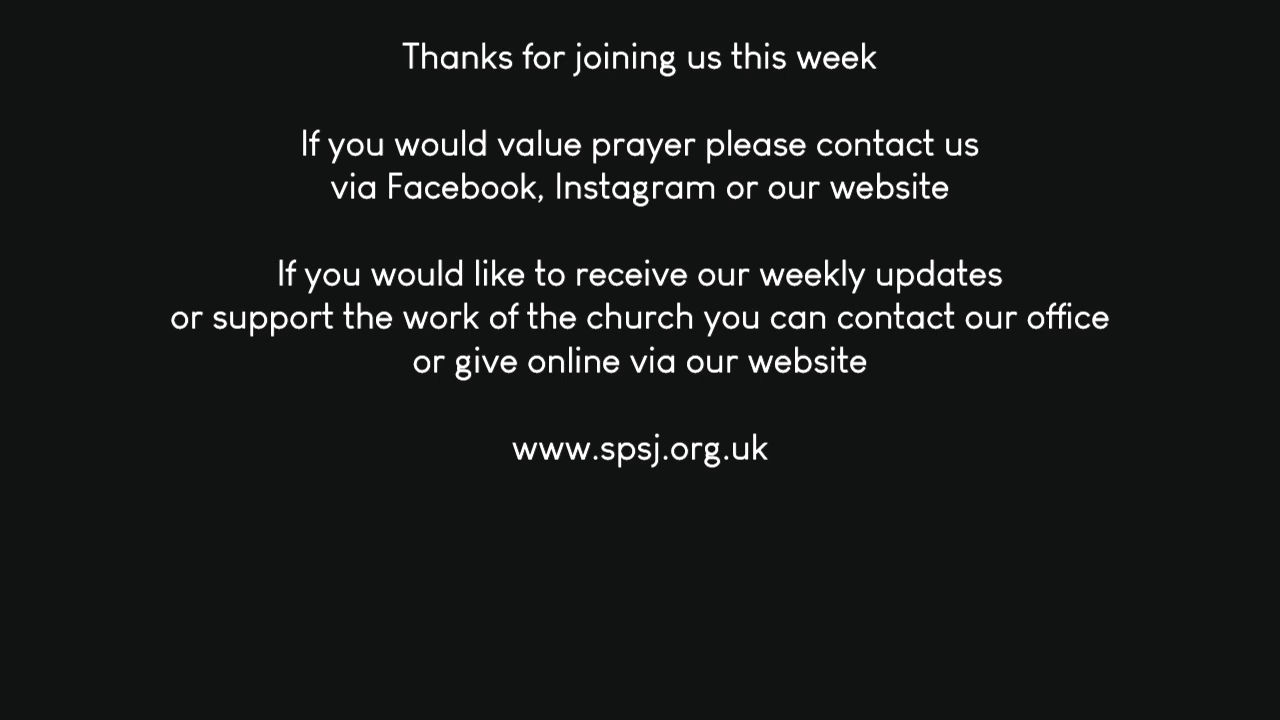 Thanks for joining us this week
If you would value prayer please contact us
via Facebook, Instagram or our website
If you would like to receive our weekly updates
or support the work of the church you can contact our office
or give online via our website
www.spsj.org.uk